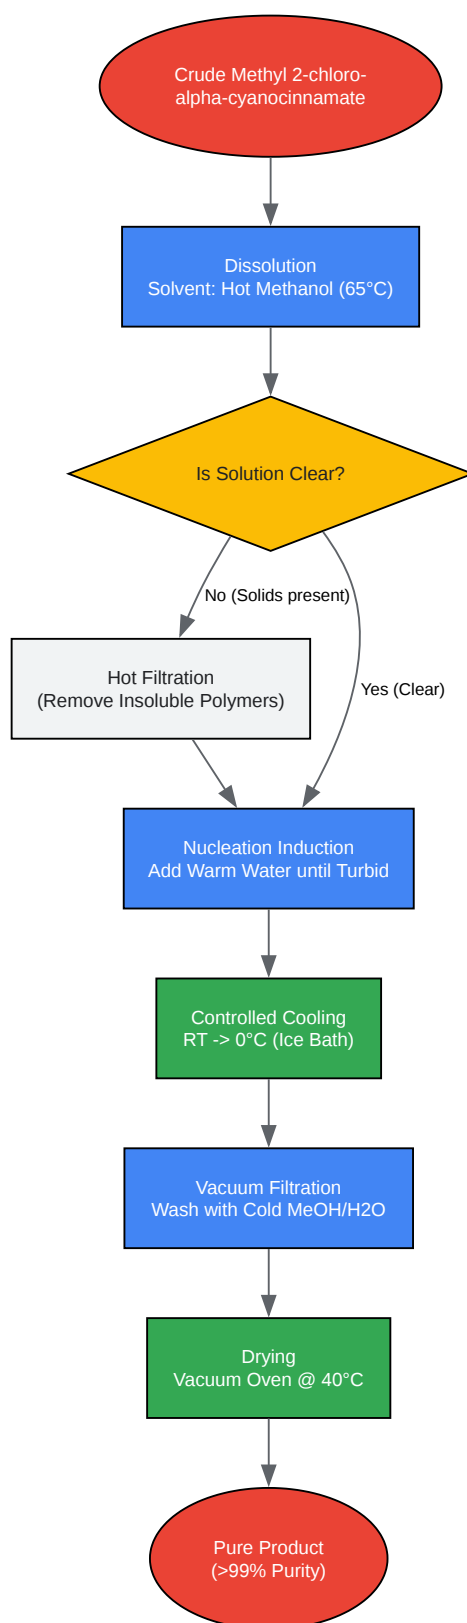 Crude Methyl 2-chloro-
alpha-cyanocinnamate
Dissolution
Solvent: Hot Methanol (65°C)
Is Solution Clear?
No (Solids present)
Hot Filtration
(Remove Insoluble Polymers)
Yes (Clear)
Nucleation Induction
Add Warm Water until Turbid
Controlled Cooling
RT -> 0°C (Ice Bath)
Vacuum Filtration
Wash with Cold MeOH/H2O
Drying
Vacuum Oven @ 40°C
Pure Product
(>99% Purity)